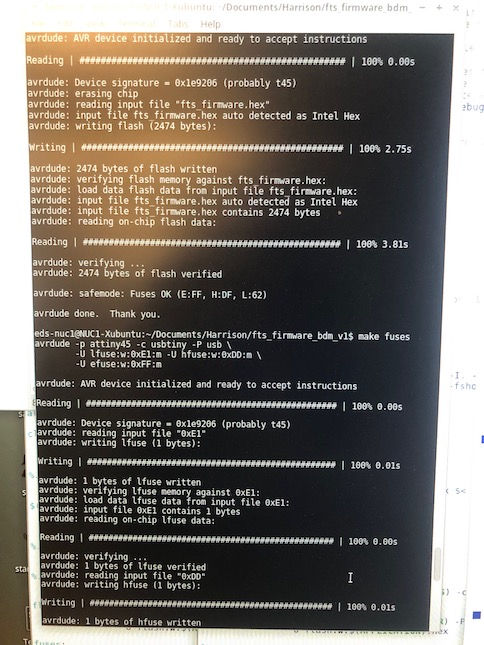 Xubuntu: ~/Documents/Harrison/fts_firmware_bdm_
Tabs Help
avrdude: AVR device initialized and ready to accept instructions
Reading | ################################################## | 100% 0.00s
avrdude: Device signature = 0x1e9206 (probably t45)
avrdude: erasing chip
avrdude: reading input file "fts_firmware.hex"
avrdude: input file fts_firmware.hex auto detected as Intel Hex
avrdude: writing flash (2474 bytes):
Writing | ################################################## | 100% 2.75s
avrdude: 2474 bytes of flash written
avrdude: verifying flash memory against fts_firmware.hex:
avrdude: load data flash data from input file fts_firmware.hex:
avrdude: input file fts_firmware.hex auto detected as Intel Hex
avrdude: input file fts_firmware.hex contains 2474 bytes
avrdude: reading on-chip flash data:
Reading | ################################################## | 100% 3.81s
avrdude: verifying ...
avrdude: 2474 bytes of flash verified
avrdude: safemode: Fuses OK (E:FF, H:DF, L:62)
avrdude done.  Thank you.
eds-nuc1@NUC1-Xubuntu:~/Documents/Harrison/fts_firmware_bdm_v1$ make fuses
avrdude -p attiny45 -c usbtiny -P usb \
-U lfuse:w:0xE1:m -U hfuse:w:0xDD:m \
-U efuse:w:0xFF:m
avrdude: AVR device initialized and ready to accept instructions
Reading | ################################################## | 100% 0.00s
avrdude: Device signature = 0x1e9206 (probably t45)
avrdude: reading input file "0xE1"
avrdude: writing lfuse (1 bytes):
Writing | ################################################## | 100% 0.01s
avrdude: 1 bytes of lfuse written
avrdude: verifying lfuse memory against 0xE1:
avrdude: load data lfuse data from input file 0xE1:
avrdude: input file 0xE1 contains 1 bytes
avrdude: reading on-chip lfuse data:
Reading | ################################################## | 100% 0.00s
avrdude: verifying ...
avrdude: 1 bytes of lfuse verified
avrdude: reading input file "0xDD"
avrdude: writing hfuse (1 bytes):
Writing | ################################################## | 100% 0.01s
avrdude: 1 bytes of hfuse written